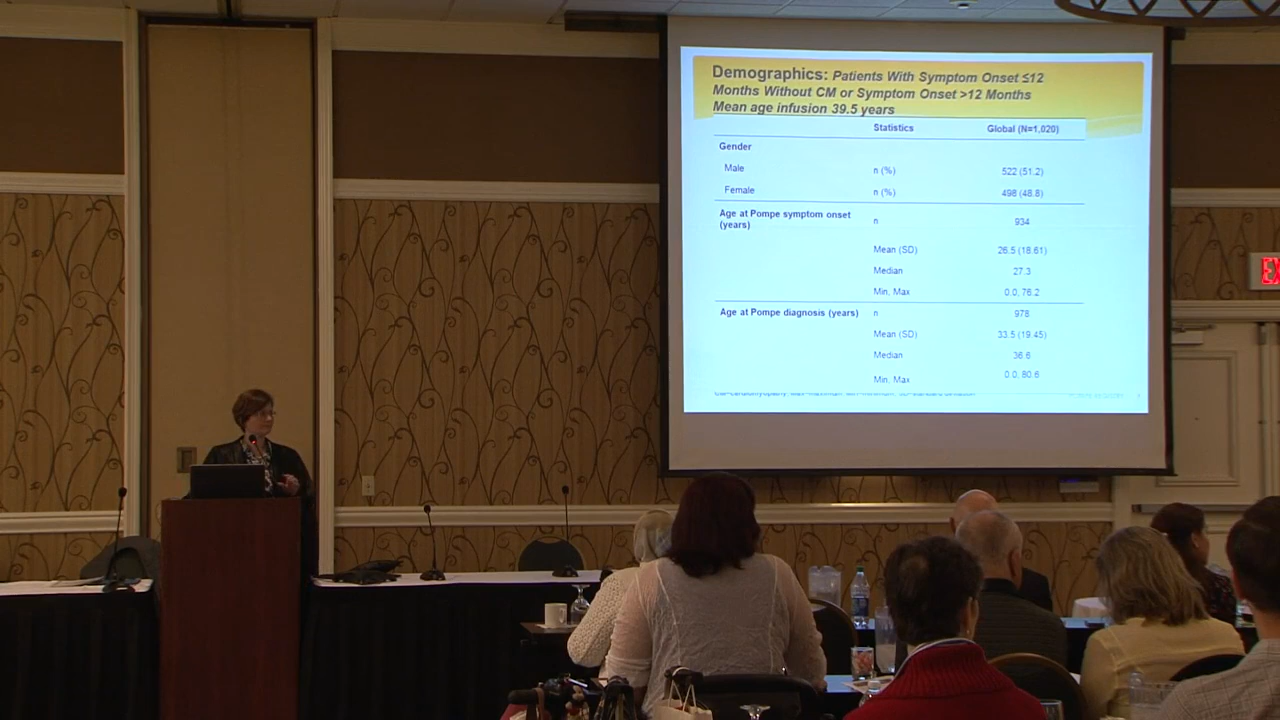 Demographics: Patients With Symptom Onset ≤12
Months Without CM or Symptom Onset >12 Months
Mean age infusion 39.5 years
Statistics Global (N=1,020)
Gender
Male n (%) 522 (51.2)
Female n (%) 498 (48.8)
Age at Pompe symptom onset
(years) n 934
Mean (SD) 26.5 (18.61)
Median 27.3
Min, Max 0.0, 76.2
Age at Pompe diagnosis (years) n 978
Mean (SD) 33.5 (19.45)
Median 36.6
Min, Max 0.0, 80.6
EX